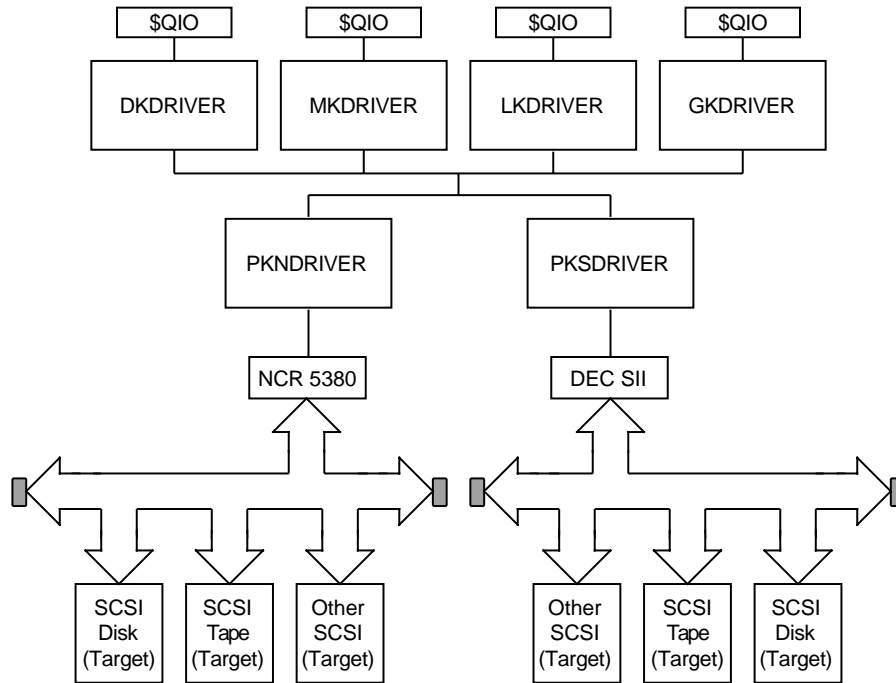 $QIO
$QIO
$QIO
$QIO
DKDRIVER
MKDRIVER
LKDRIVER
GKDRIVER
PKNDRIVER
PKSDRIVER
NCR 5380
DEC SII
SCSI
Disk
(Target)
SCSI
Tape
(Target)
Other
SCSI
(Target)
Other
SCSI
(Target)
SCSI
Tape
(Target)
SCSI
Disk
(Target)